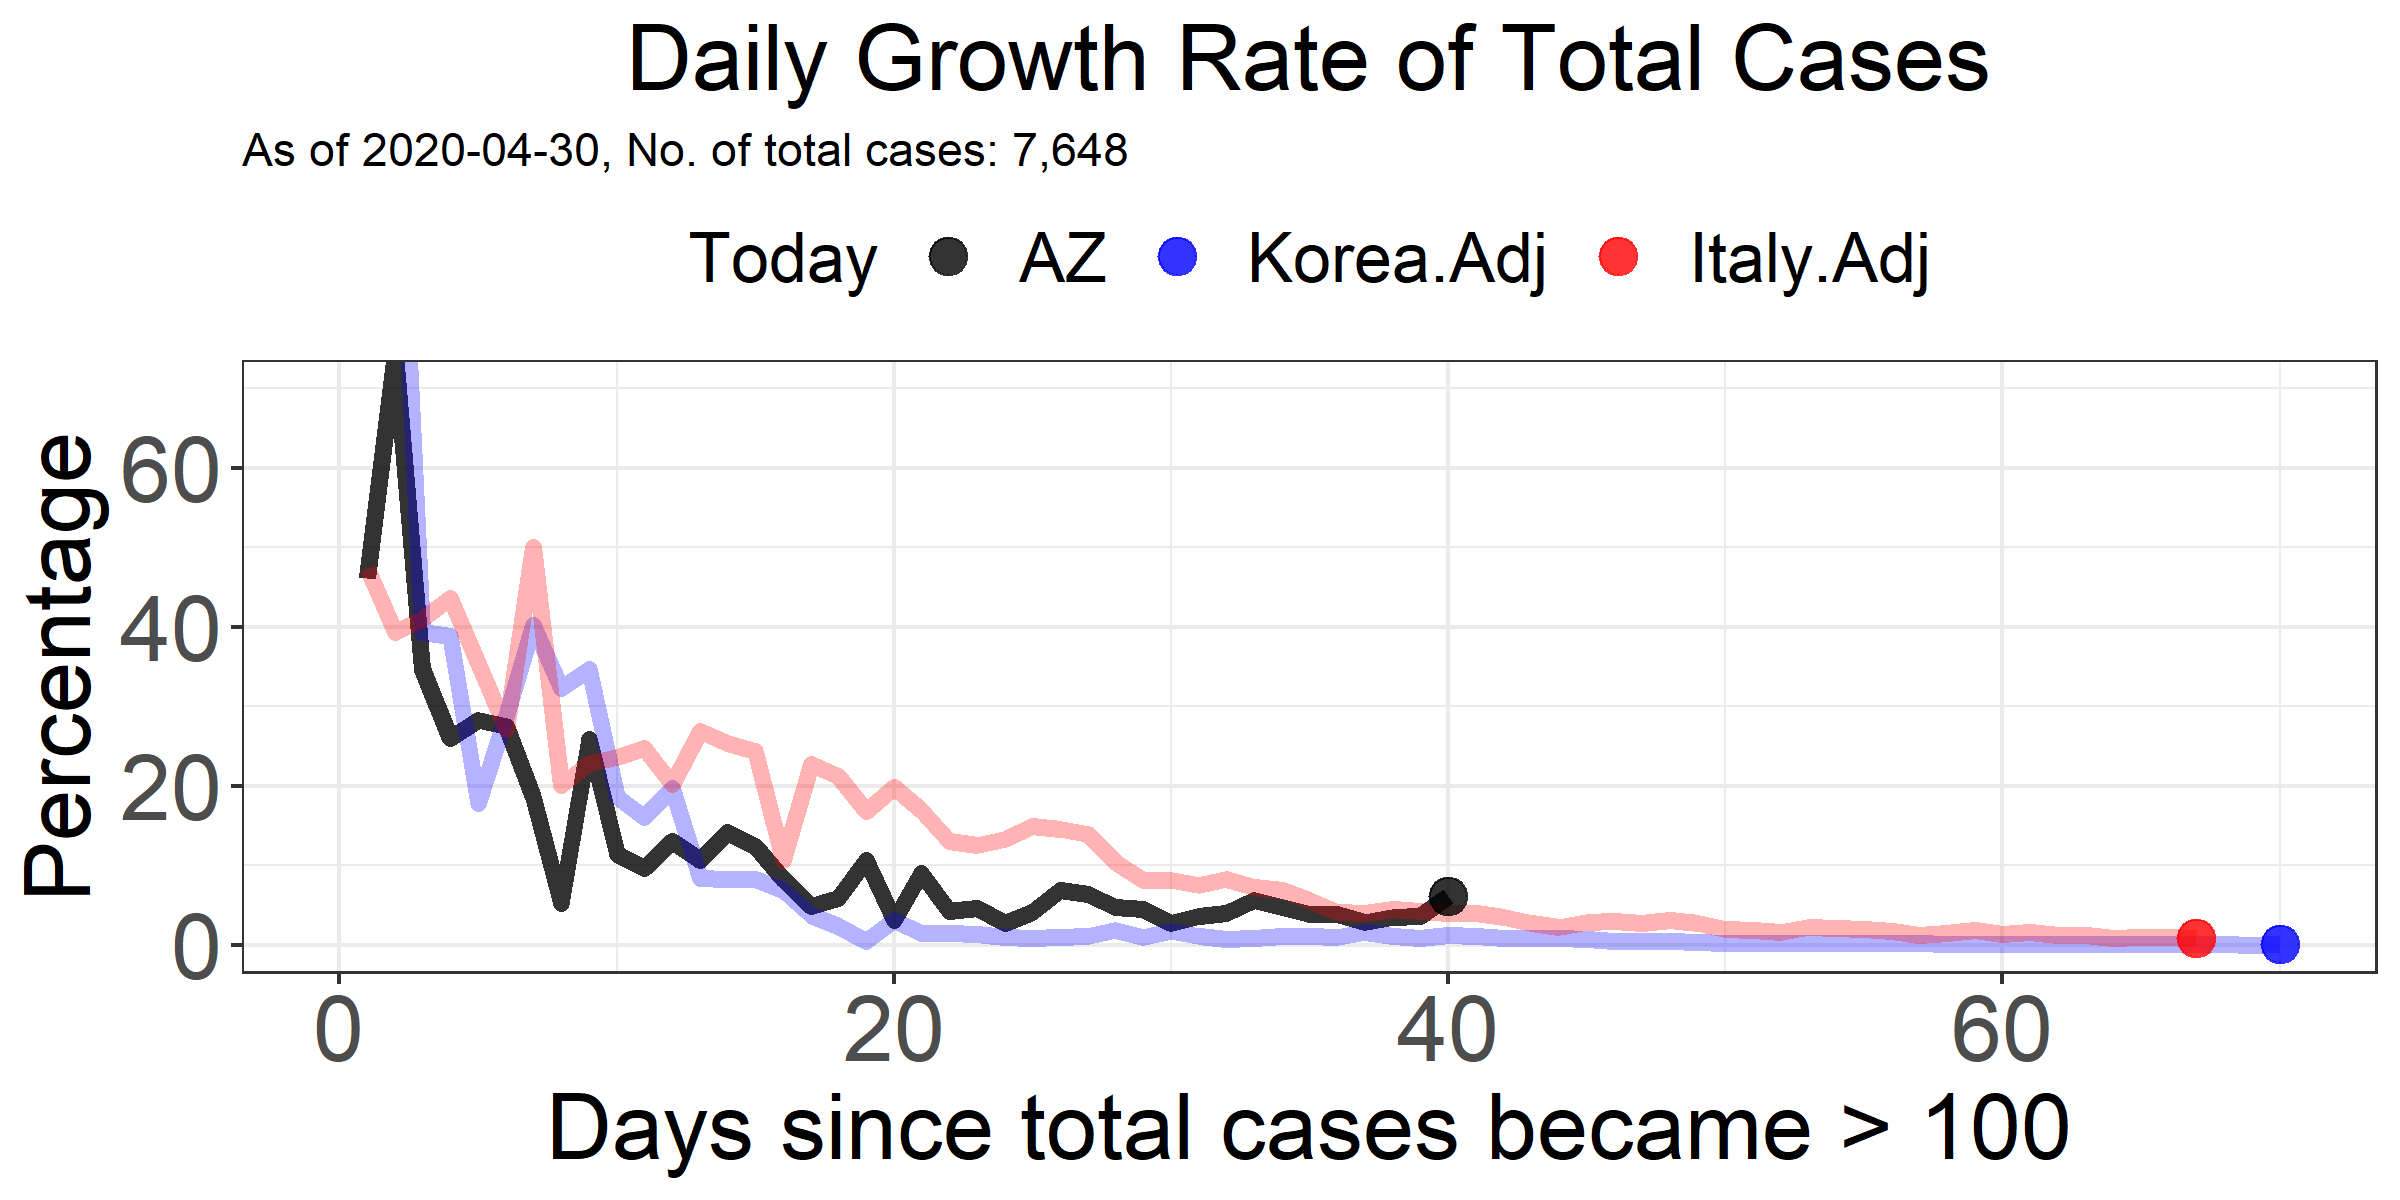 Daily Growth Rate of Total Cases
As of 2020-04-30, No. of total cases: 7,648
Today AZ Korea.Adj Italy.Adj
Percentage
60
40
20
0
0 20 40 60
Days since total cases became > 100